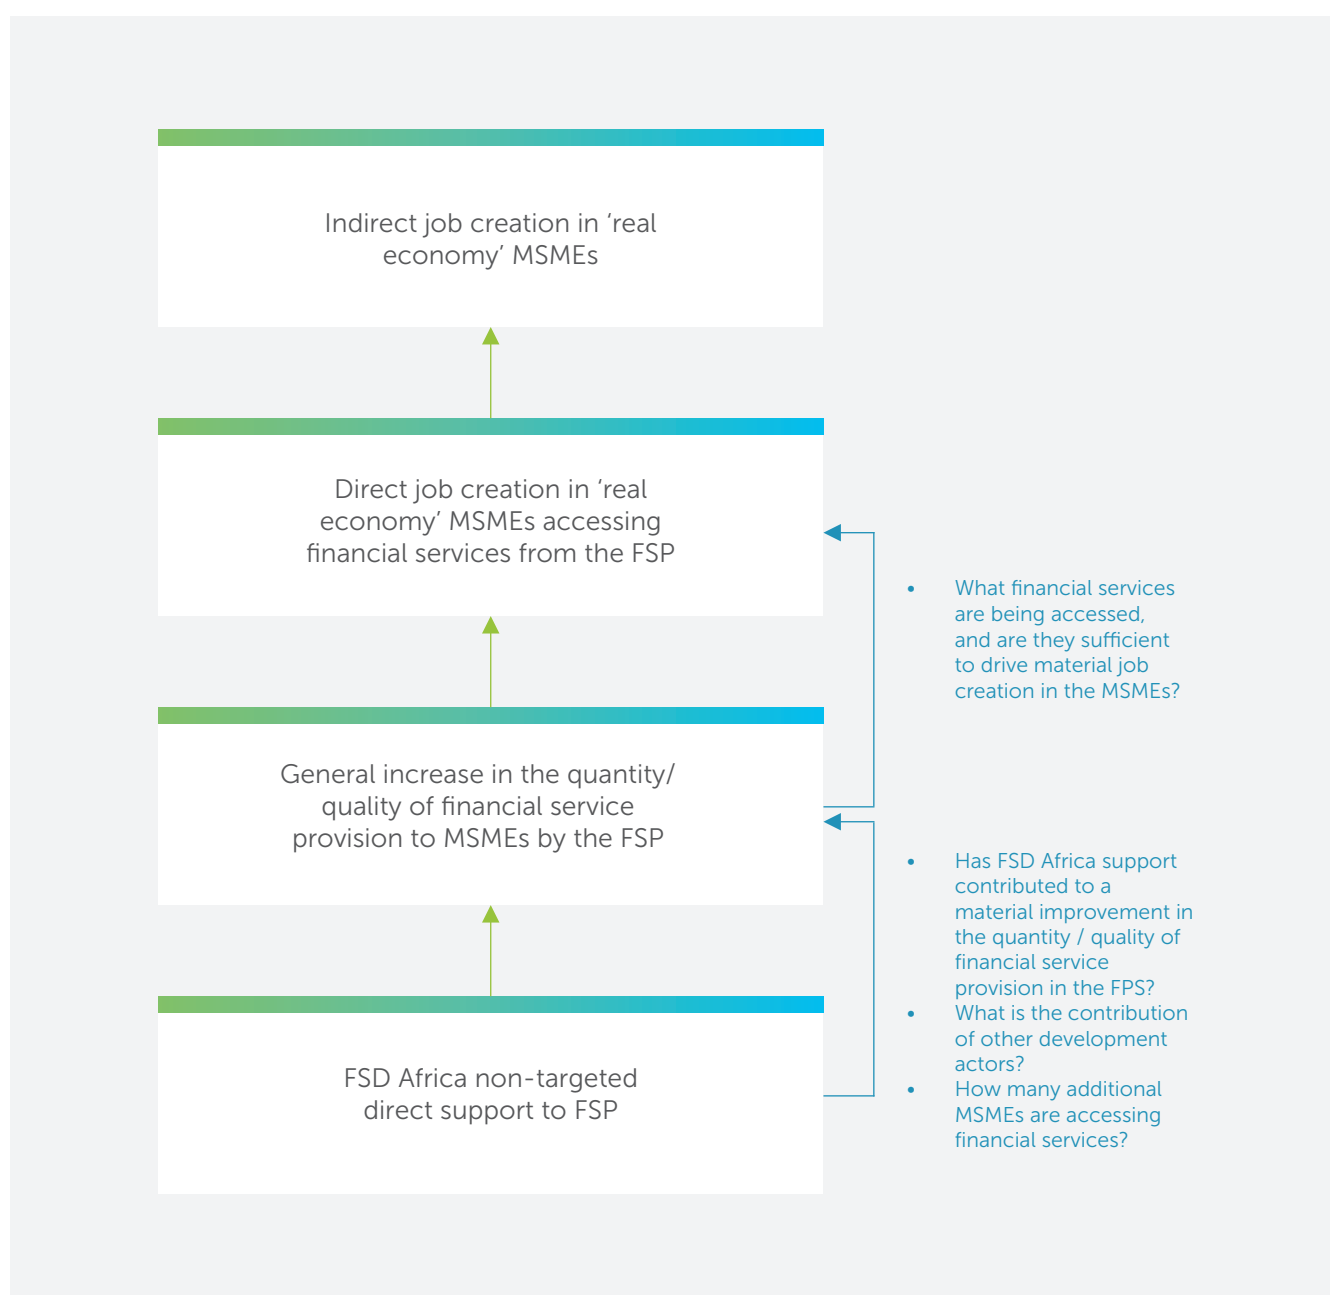 Indirect job creation in ‘real
economy’ MSMEs
Direct job creation in ‘real
economy’ MSMEs accessing
financial services from the FSP
• What financial services
are being accessed,
and are they sufficient
to drive material job
creation in the MSMEs?
General increase in the quantity/
quality of financial service
provision to MSMEs by the FSP
• Has FSD Africa support
contributed to a
material improvement in
the quantity / quality of
financial service
provision in the FPS?
• What is the contribution
of other development
actors?
• How many additional
MSMEs are accessing
financial services?
FSD Africa non-targeted
direct support to FSP